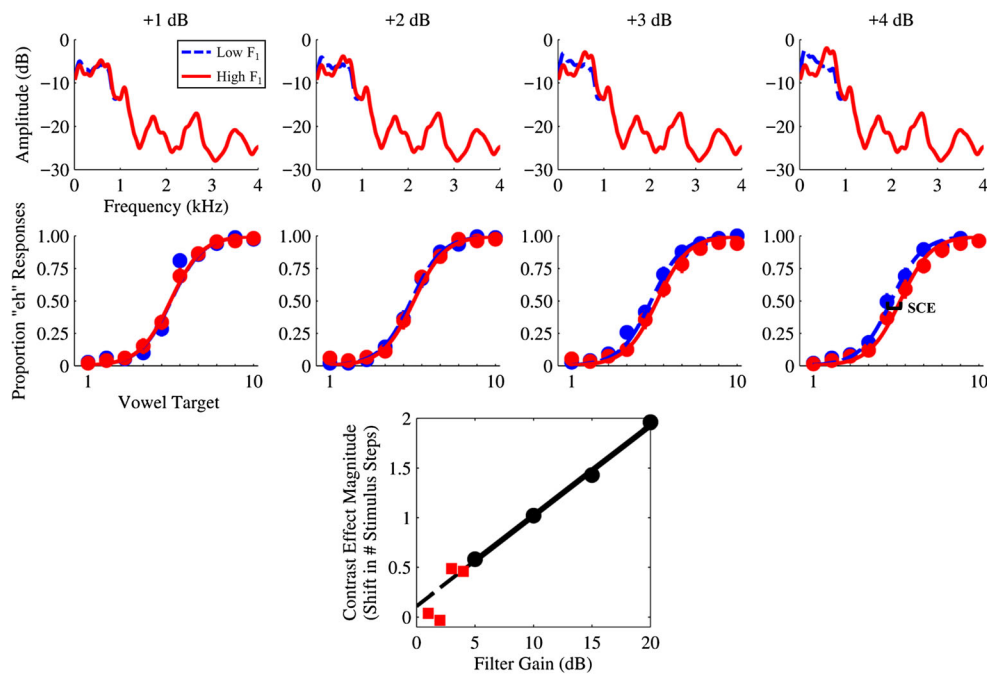 +1 dB +2 dB +3 dB +4 dB
Amplitude (dB)
0 0 0 0
−10 −10 −10 −10
−20 −20 −20 −20
−30 −30 −30 −30
Low F1
High F1
0 1 2 3 4 0 1 2 3 4 0 1 2 3 4 0 1 2 3 4
Frequency (kHz)
Proportion "eh" Responses
1.00 1.00 1.00 1.00
0.75 0.75 0.75 0.75
0.50 0.50 0.50 0.50
0.25 0.25 0.25 0.25
0 0 0 0
SCE
1 10 1 10 1 10 1 10
Vowel Target
Contrast Effect Magnitude
(Shift in # Stimulus Steps)
2
1.5
1
0.5
0
0 5 10 15 20
Filter Gain (dB)